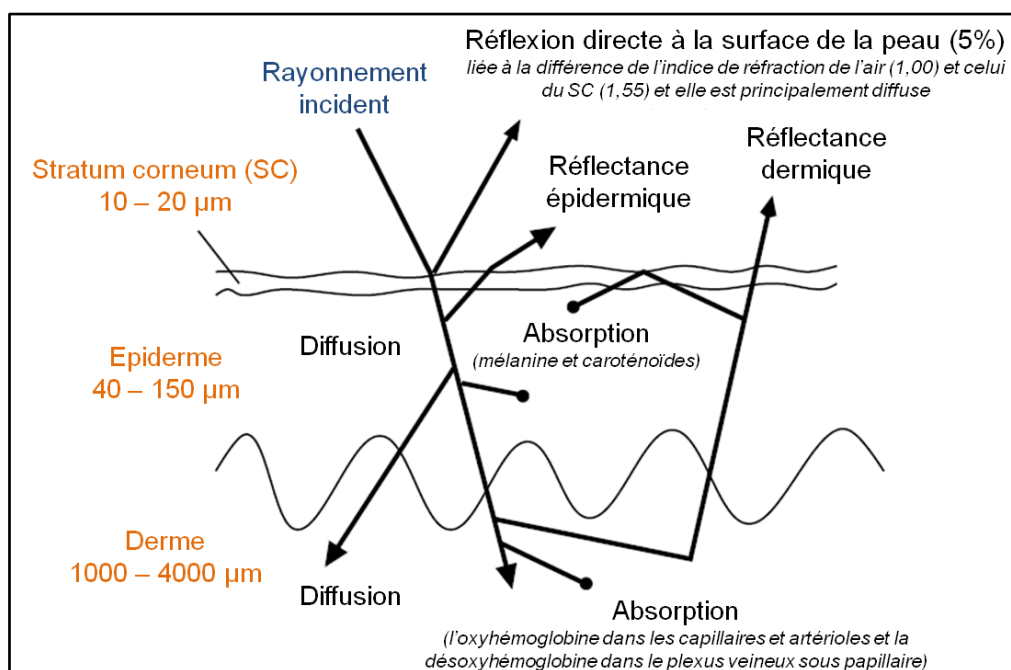 Réflexion directe à la surface de la peau (5%)
liée à la différence de l'indice de réfraction de l'air (1,00) et celui
du SC (1,55) et elle est principalement diffuse
Rayonnement
incident
Réflectance
dermique
Réflectance
épidermique
Stratum corneum (SC)
10 – 20 µm
Diffusion
Absorption
(mélanine et caroténoïdes)
Epiderme
40 – 150 µm
Derme
1000 – 4000 µm
Diffusion
Absorption
(l'oxyhémoglobine dans les capillaires et artérioles et la
désoxyhémoglobine dans le plexus veineux sous papillaire)